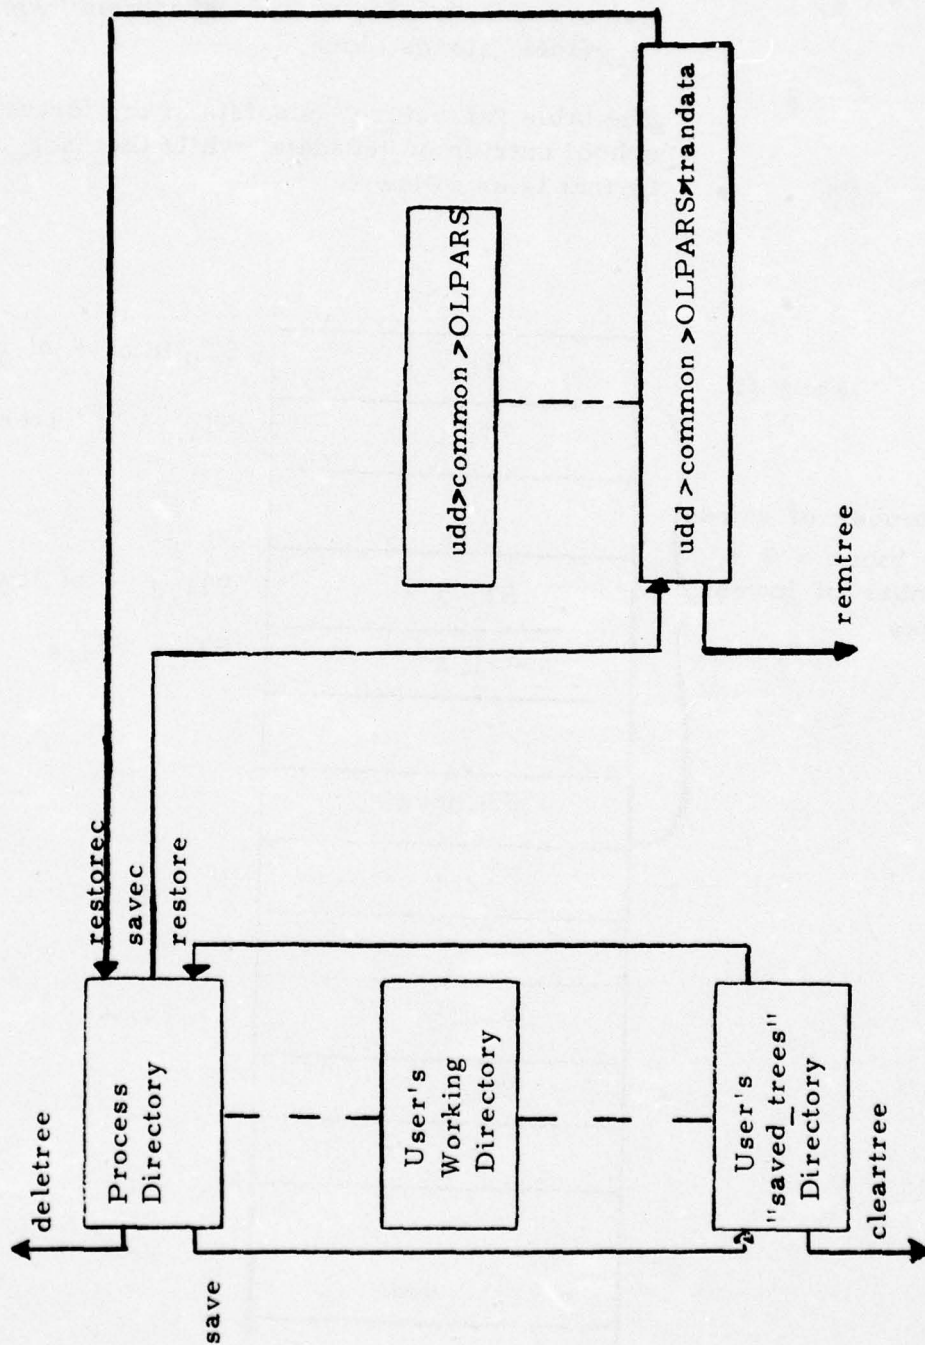 deletree
restorec
Process
Directory
savec
restore
save
udd>common >OLPARS
User's
Working
Directory
udd >common >OLPARS>trandata
User's
"saved_trees"
Directory
remtree
cleartree